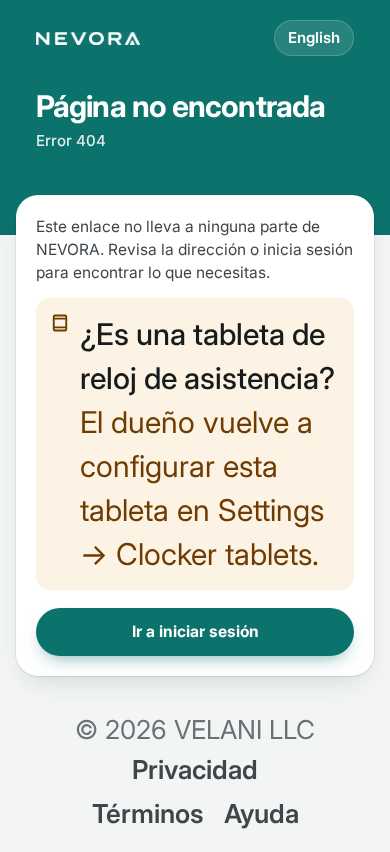 NEVORA
English
Página no encontrada
Error 404
Este enlace no lleva a ninguna parte de
NEVORA. Revisa la dirección o inicia sesión
para encontrar lo que necesitas.
¿Es una tableta de
reloj de asistencia?
El dueño vuelve a
configurar esta
tableta en Settings
→ Clocker tablets.
Ir a iniciar sesión
© 2026 VELANI LLC
Privacidad
Términos Ayuda